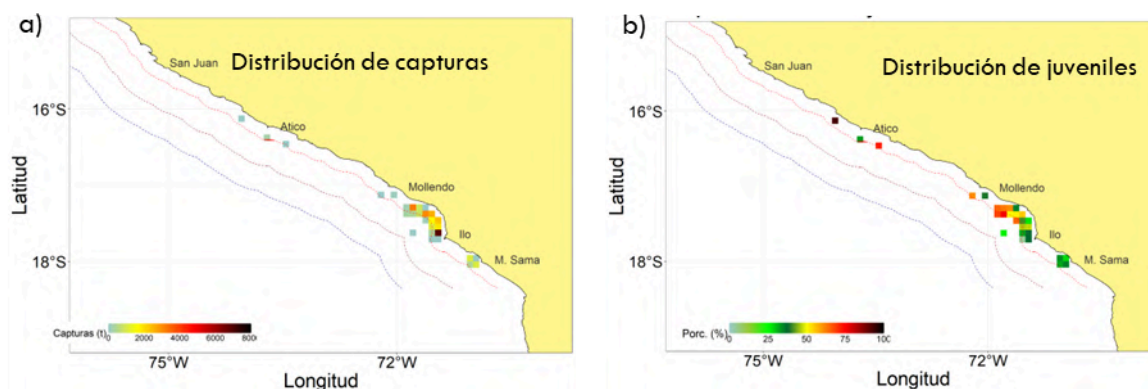 a)
Distribución de capturas
San Juan
16°S
Atico
Mollendo
Ilo
18°S
M. Sama
Latitud
Capturas (t)
0 2000 4000 6000 800
75°W 72°W
Longitud
b)
Distribución de juveniles
San Juan
16°S
Atico
Mollendo
Ilo
18°S
M. Sama
Latitud
Porc. (%)
0 25 50 75 100
75°W 72°W
Longitud